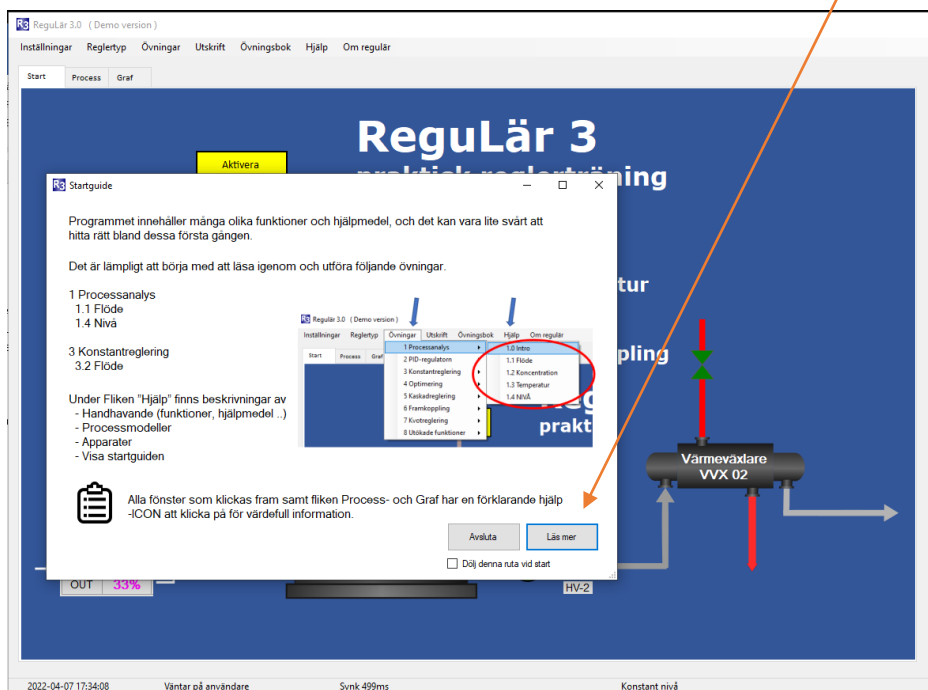 ReguLär 3.0 ( Demo version )
Inställningar Reglertyp Övningar Utskrift Övningsbok Hjälp Om regulär
Start Process Graf
ReguLär 3
Aktivera
praktisk reglerträning
Startguide
Programmet innehåller många olika funktioner och hjälpmedel, och det kan vara lite svårt att
hitta rätt bland dessa första gången.
Det är lämpligt att börja med att läsa igenom och utföra följande övningar.
1 Processanalys
1.1 Flöde
1.4 Nivå
3 Konstantreglering
3.2 Flöde
Under Fliken "Hjälp" finns beskrivningar av
- Handhavande (funktioner, hjälpmedel ..)
- Processmodeller
- Apparater
- Visa startguiden
Regulär 3.0 ( Demo version )
Inställningar Reglertyp Övningar Utskrift Övningsbok Hjälp Om regulär
Start Process Graf
1 Processanalys
2 PID-regulatorn
3 Konstantreglering
4 Optimering
5 Kaskadreglering
6 Framkoppling
7 Kvotreglering
8 Utökade funktioner
1.0 Intro
1.1 Flöde
1.2 Koncentration
1.3 Temperatur
1.4 NIVÅ
prakt
tur
pling
Värmeväxlare
VVX 02
Alla fönster som klickas fram samt fliken Process- och Graf har en förklarande hjälp
-ICON att klicka på för värdefull information.
Avsluta Läs mer
Dölj denna ruta vid start
OUT 33%
HV-2
2022-04-07 17:34:08 Väntar på användare Synk 499ms Konstant nivå